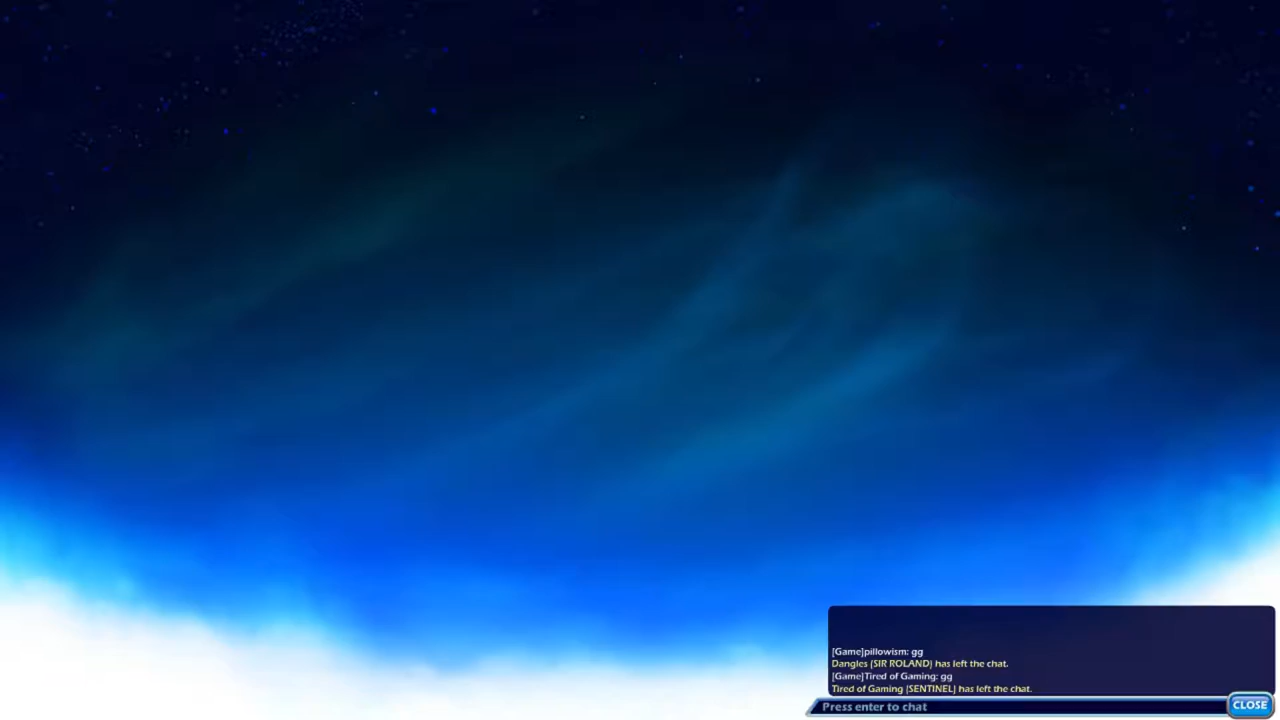 [Game]pillowism: gg
Dangles (SIR ROLAND) has left the chat.
[Game]Tired of Gaming: gg
Tired of Gaming (SENTINEL) has left the chat.
Press enter to chat
CLOSE